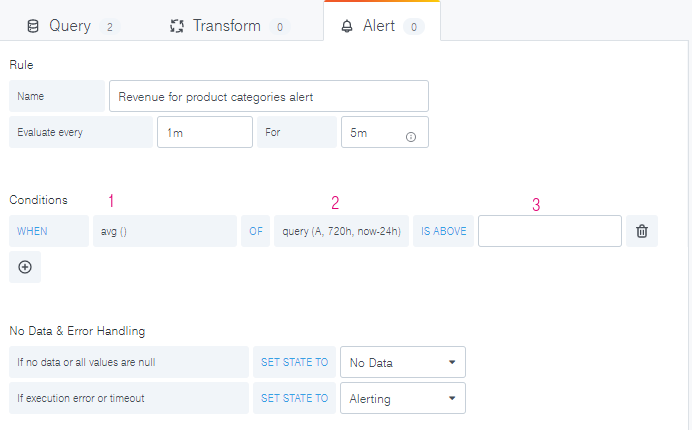 Query 2 Transform 0 Alert 0
Rule
Name Revenue for product categories alert
Evaluate every 1m For 5m
Conditions 1 2 3
WHEN avg () OF query (A, 720h, now-24h) IS ABOVE
No Data & Error Handling
If no data or all values are null SET STATE TO No Data
If execution error or timeout SET STATE TO Alerting